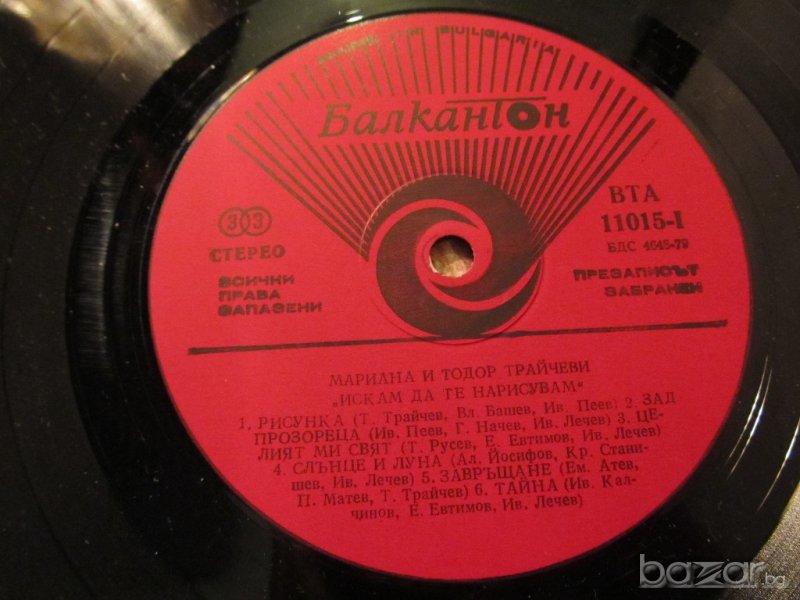 MADE IN BULGARIA
Балкантон
33
СТЕРЕО
ВСИЧКИ
ПРАВА
ЗАПАЗЕНИ
ВТА
11015-I
БДС 4645-79
ПРЕЗАПИСЪТ
ЗАБРАНЕН
МАРИАНА И ТОДОР ТРАЙЧЕВИ
„ИСКАМ ДА ТЕ НАРИСУВАМ“
1. РИСУНКА (Т. Трайчев, Вл. Башев, Ив. Пеев) 2. ЗАД
ПРОЗОРЕЦА (Ив. Пеев, Г. Начев, Ив. Лечев) 3. ЦЕ-
ЛИЯТ МИ СВЯТ (Т. Русев, Е. Евтимов, Ив. Лечев)
4. СЛЪНЦЕ И ЛУНА (Ал. Йосифов, Кр. Стани-
шев, Ив. Лечев) 5. ЗАВРЪЩАНЕ (Ем. Атев,
П. Матев, Т. Трайчев) 6. ТАЙНА (Ив. Кал-
чинов, Е. Евтимов, Ив. Лечев)
bazar.bg